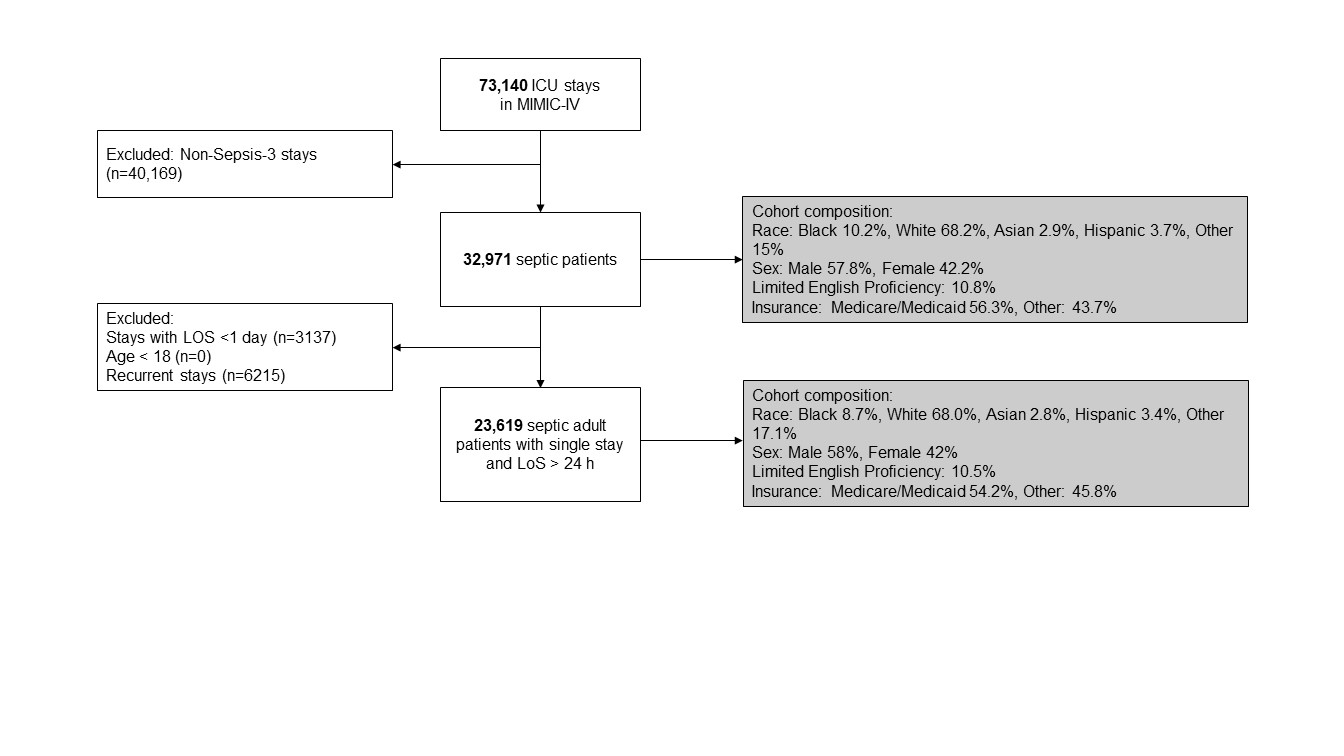 73,140 ICU stays
in MIMIC-IV
Excluded: Non-Sepsis-3 stays
(n=40,169)
32,971 septic patients
Cohort composition:
Race: Black 10.2%, White 68.2%, Asian 2.9%, Hispanic 3.7%, Other
15%
Sex: Male 57.8%, Female 42.2%
Limited English Proficiency: 10.8%
Insurance: Medicare/Medicaid 56.3%, Other: 43.7%
Excluded:
Stays with LOS <1 day (n=3137)
Age < 18 (n=0)
Recurrent stays (n=6215)
23,619 septic adult
patients with single stay
and LoS > 24 h
Cohort composition:
Race: Black 8.7%, White 68.0%, Asian 2.8%, Hispanic 3.4%, Other
17.1%
Sex: Male 58%, Female 42%
Limited English Proficiency: 10.5%
Insurance: Medicare/Medicaid 54.2%, Other: 45.8%